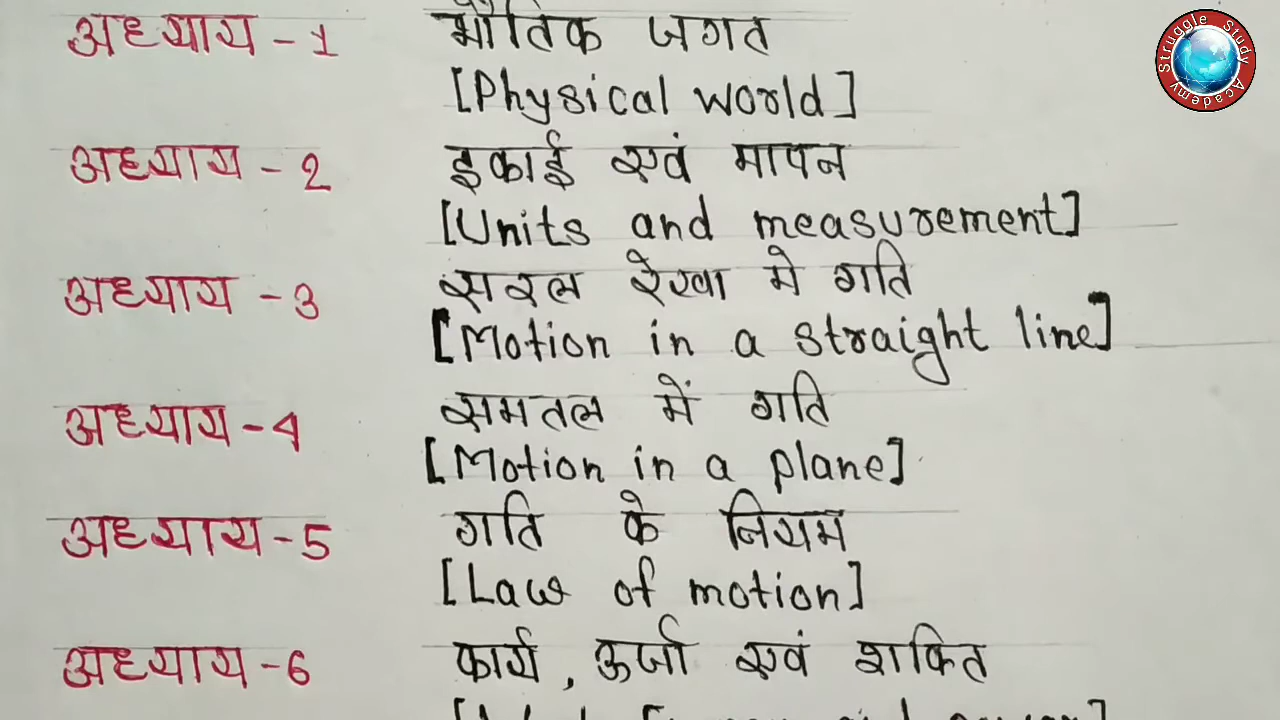 अध्याय - 1 भौतिक जगत
[Physical world]
अध्याय - 2 इकाई एवं मापन
[Units and measurement]
अध्याय - 3 सरल रेखा मे गति
[Motion in a straight line]
अध्याय - 4 समतल में गति
[Motion in a plane]
अध्याय - 5 गति के नियम
[Law of motion]
अध्याय - 6 कार्य, ऊर्जा एवं शक्ति
Struggle Study Academy